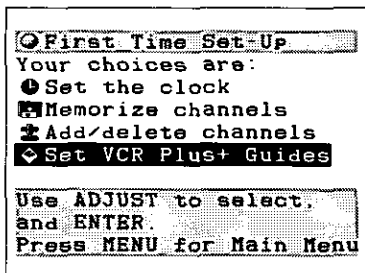 First Time Set-Up
Your choices are:
Set the clock
Memorize channels
Add/delete channels
Set VCR Plus+ Guides
Use ADJUST to select,
and ENTER.
Press MENU for Main Menu